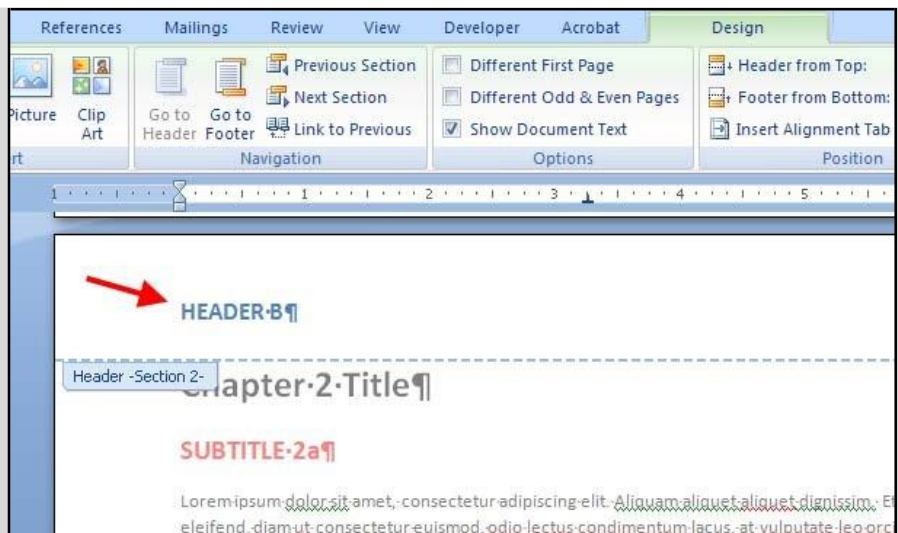 References Mailings Review View Developer Acrobat Design
Picture Clip Art
Go to Header Go to Footer
Previous Section
Next Section
Link to Previous
Different First Page
Different Odd & Even Pages
Show Document Text
Header from Top:
Footer from Bottom:
Insert Alignment Tab
Navigation Options Position
1 1 2 3 4 5
HEADER·B¶
Header -Section 2-
Chapter·2·Title¶
SUBTITLE·2a¶
Lorem·ipsum·dolor·sit·amet,·consectetur·adipiscing·elit.·Aliquam·aliquet·aliquet·dignissim.·
eleifend,·diam·ut·consectetur·euismod,·odio·lectus·condimentum·lacus,·at·vulputate·leo·orci